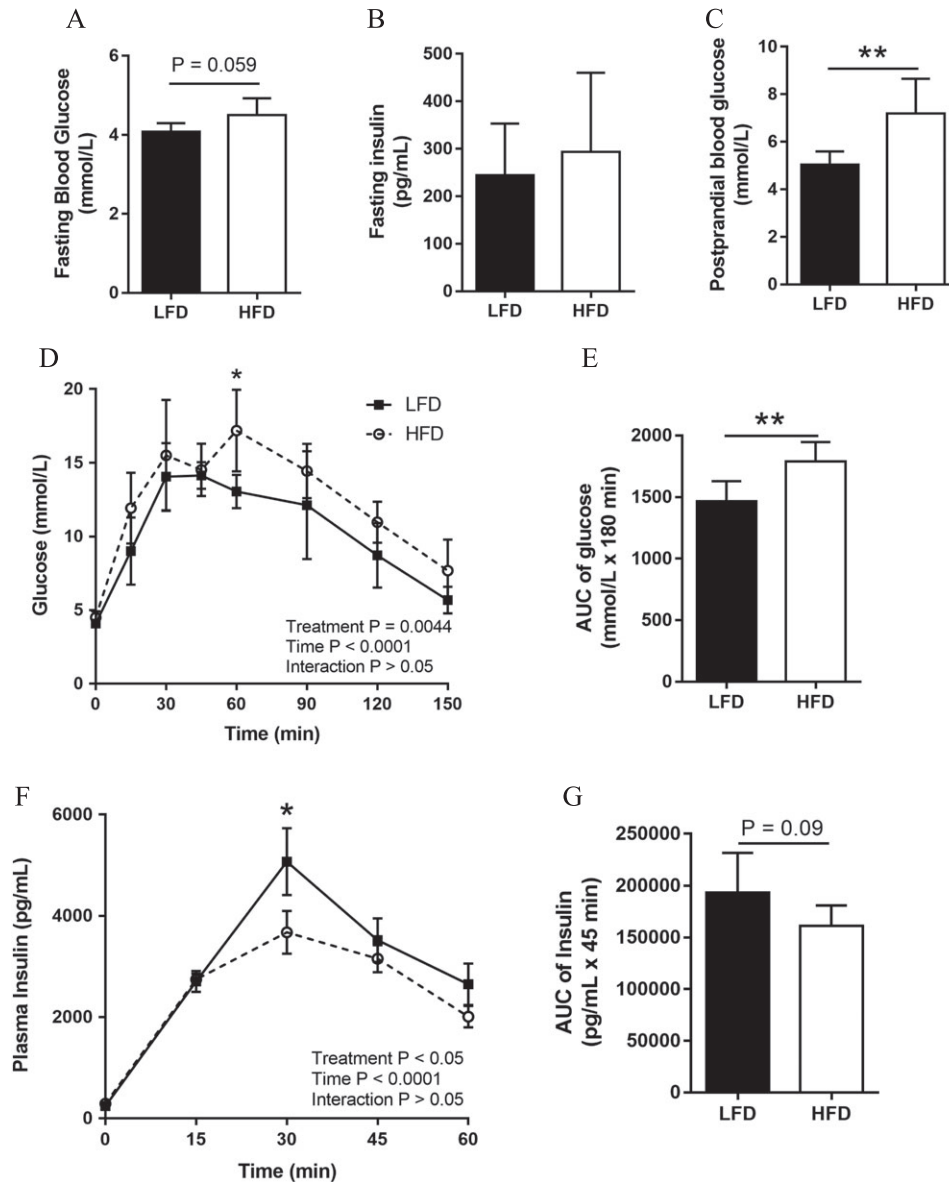 A
Fasting Blood Glucose
(mmol/L)
6
4
2
0
P = 0.059
LFD
HFD
B
Fasting insulin
(pg/mL)
500
400
300
200
100
0
LFD
HFD
C
Postprandial blood glucose
(mmol/L)
10
8
6
4
2
0
**
LFD
HFD
D
Glucose (mmol/L)
20
15
10
5
0
*
LFD
HFD
Treatment P = 0.0044
Time P < 0.0001
Interaction P > 0.05
0
30
60
90
120
150
Time (min)
E
AUC of glucose
(mmol/L x 180 min)
2000
1500
1000
500
0
**
LFD
HFD
F
Plasma Insulin (pg/mL)
6000
4000
2000
0
*
Treatment P < 0.05
Time P < 0.0001
Interaction P > 0.05
0
15
30
45
60
Time (min)
G
AUC of Insulin
(pg/mL x 45 min)
250000
200000
150000
100000
50000
0
P = 0.09
LFD
HFD